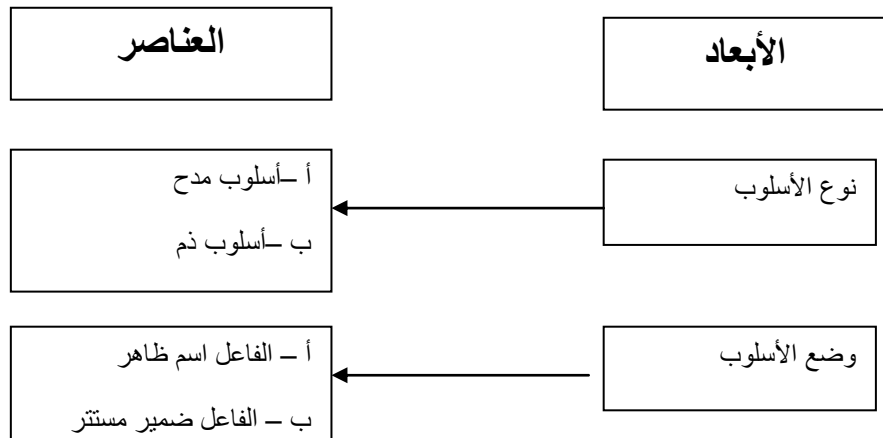 الأبعاد
العناصر
نوع الأسلوب
أ –أسلوب مدح
ب –أسلوب ذم
وضع الأسلوب
أ – الفاعل اسم ظاهر
ب – الفاعل ضمير مستتر